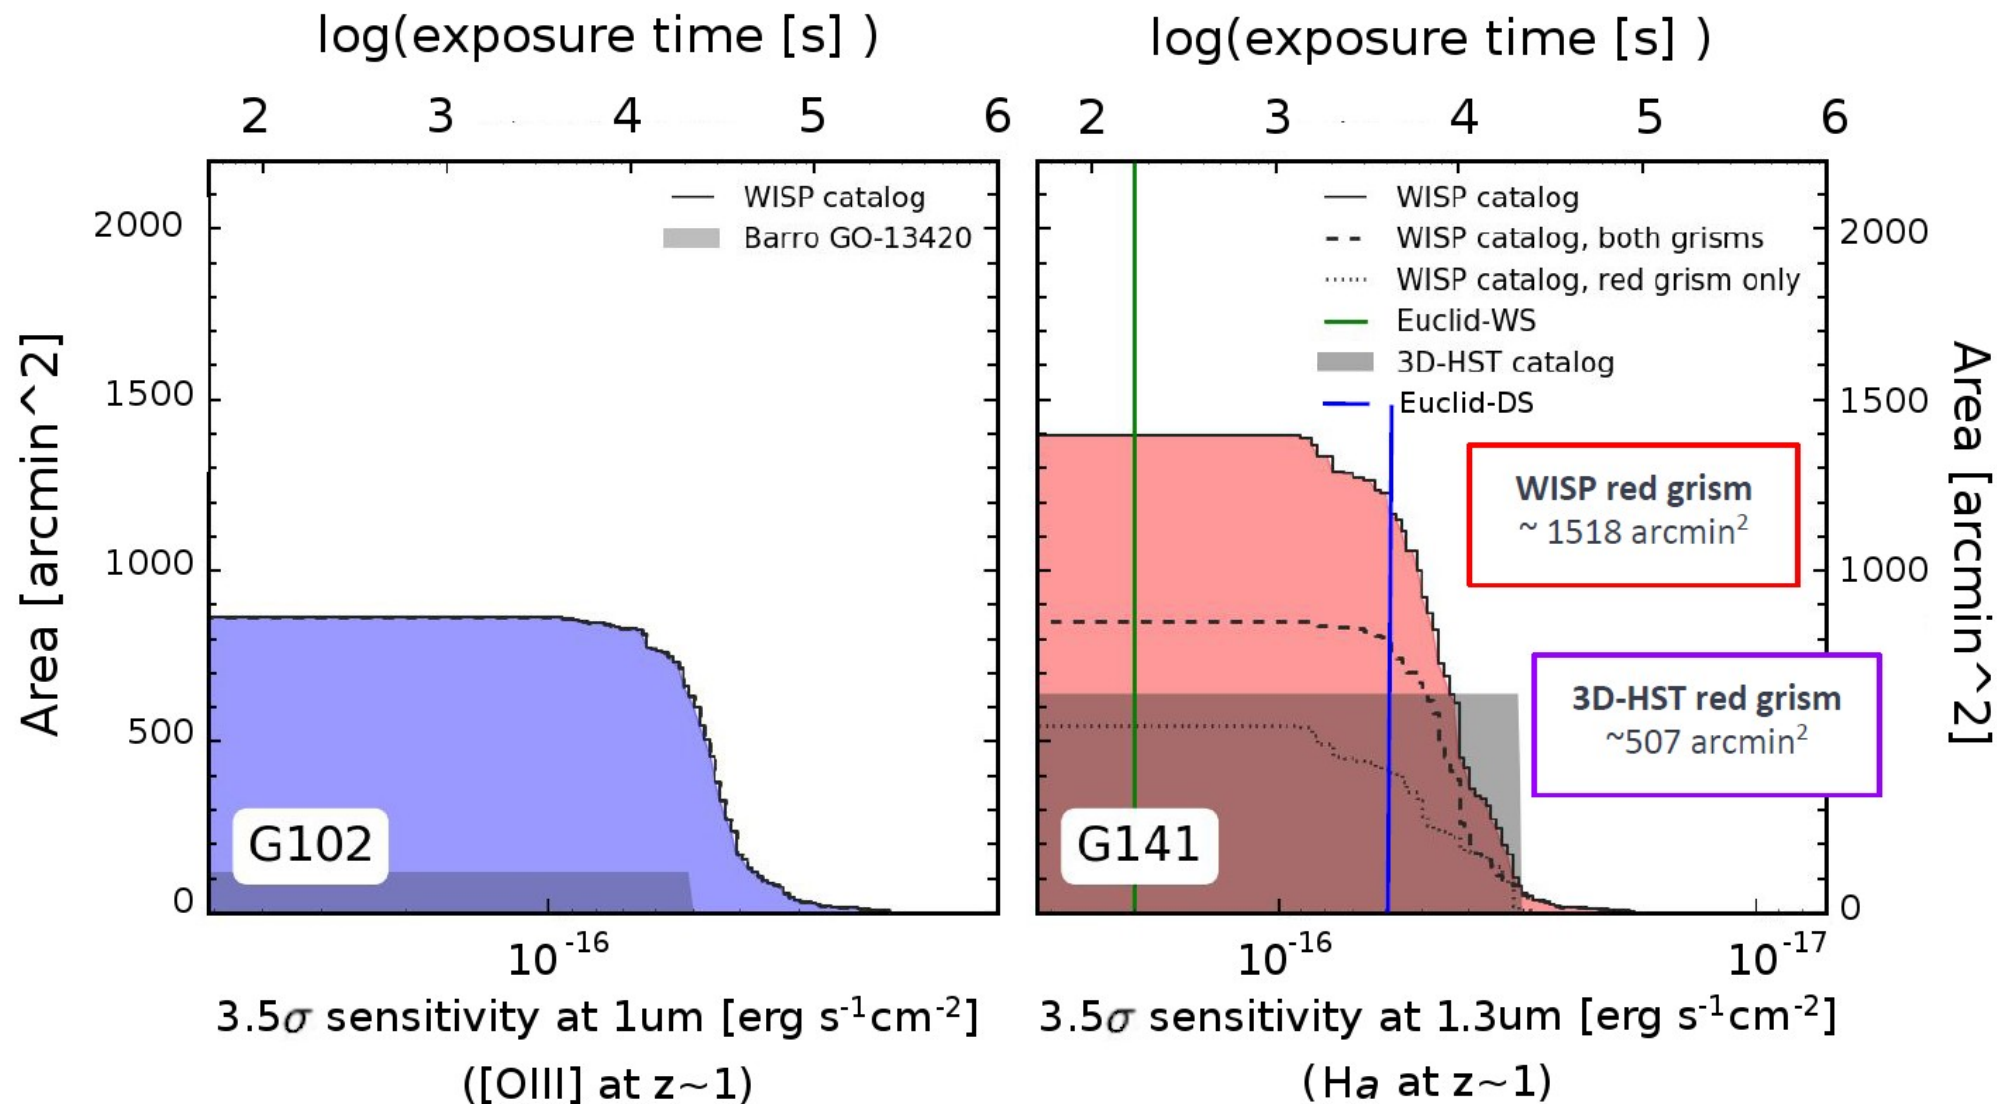 log(exposure time [s] )
2 3 4 5 6
2000
1500
1000
500
0
Area [arcmin^2]
WISP catalog
Barro GO-13420
G102
10^-16
3.5σ sensitivity at 1um [erg s^-1cm^-2]
([OIII] at z~1)
log(exposure time [s] )
2 3 4 5 6
WISP catalog
WISP catalog, both grisms
WISP catalog, red grism only
Euclid-WS
3D-HST catalog
Euclid-DS
WISP red grism
~ 1518 arcmin²
3D-HST red grism
~507 arcmin²
G141
2000
1500
1000
0
Area [arcmin^2]
10^-16 10^-17
3.5σ sensitivity at 1.3um [erg s^-1cm^-2]
(Ha at z~1)